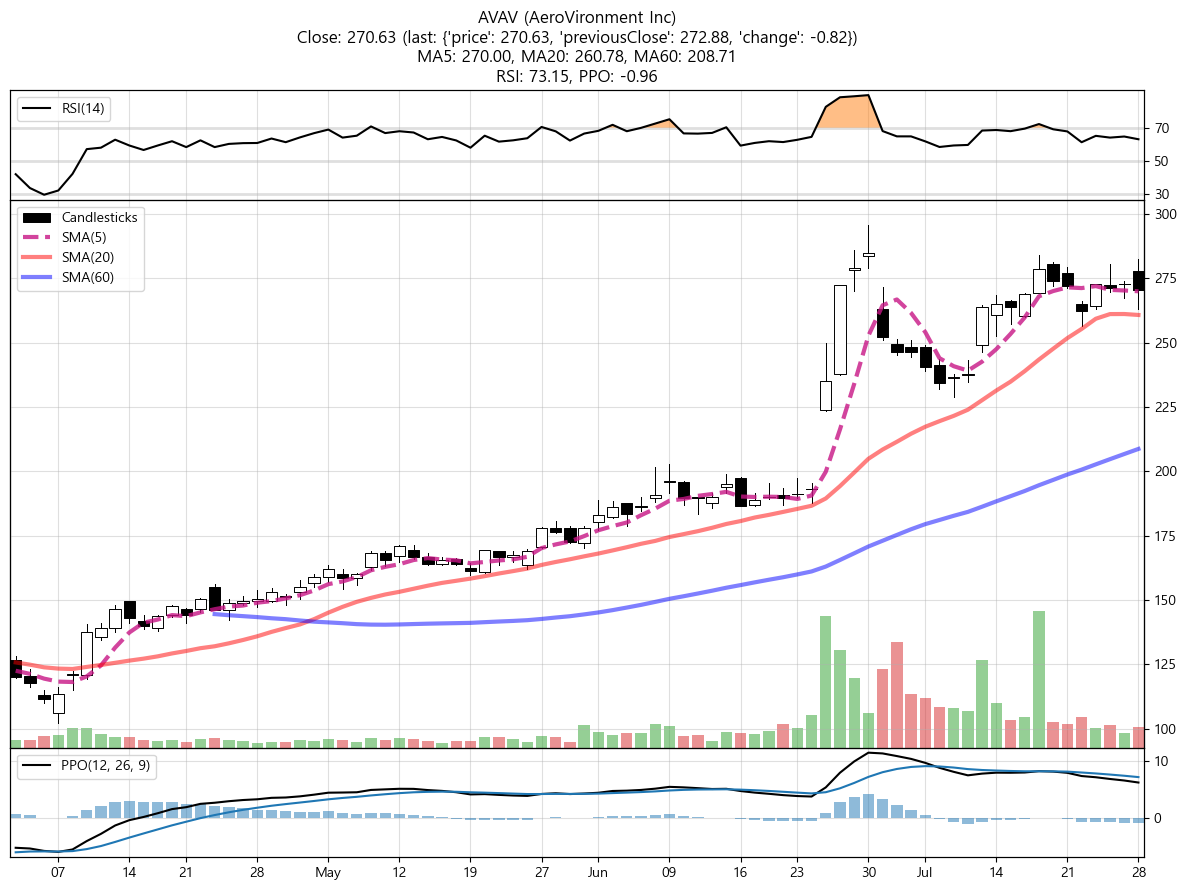 AVAV (AeroVironment Inc)
Close: 270.63 (last: {'price': 270.63, 'previousClose': 272.88, 'change': -0.82})
MA5: 270.00, MA20: 260.78, MA60: 208.71
RSI: 73.15, PPO: -0.96
RSI(14)
70
50
30
Candlesticks
SMA(5)
SMA(20)
SMA(60)
300
275
250
225
200
175
150
125
100
PPO(12, 26, 9)
10
0
07 14 21 28 May 12 19 27 Jun 09 16 23 30 Jul 14 21 28